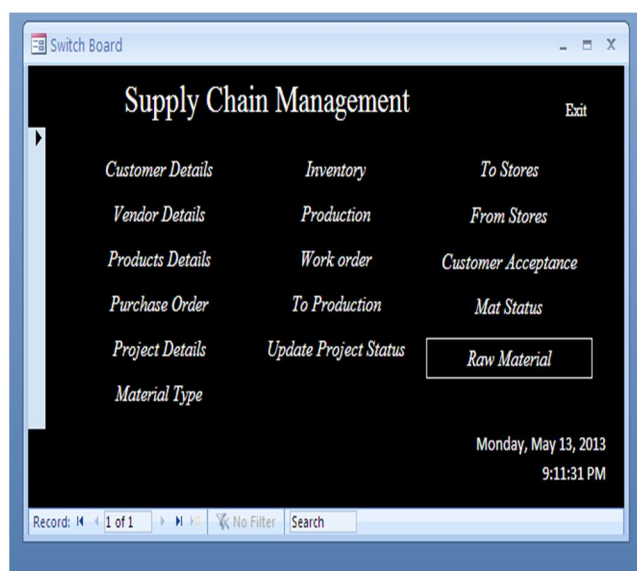 Switch Board
Supply Chain Management
Exit
Customer Details Inventory To Stores
Vendor Details Production From Stores
Products Details Work order Customer Acceptance
Purchase Order To Production Mat Status
Project Details Update Project Status Raw Material
Material Type
Monday, May 13, 2013
9:11:31 PM
Record: 1 of 1 No Filter Search